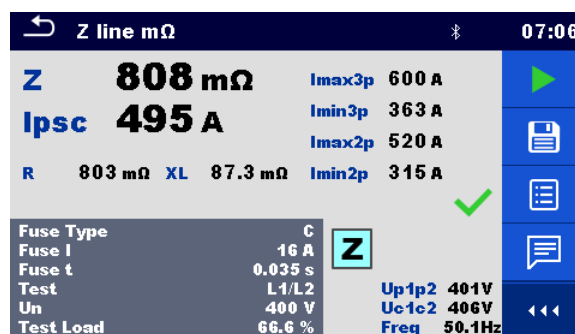 Z line mΩ 07:06
Z 808 mΩ
Ipsc 495 A
R 803 mΩ XL 87.3 mΩ
Imax3p 600 A
Imin3p 363 A
Imax2p 520 A
Imin2p 315 A
Fuse Type C
Fuse I 16 A
Fuse t 0.035 s
Test L1/L2
Un 400 V
Test Load 66.6 %
Z
Up1p2 401V
Uc1c2 406V
Freq 50.1Hz